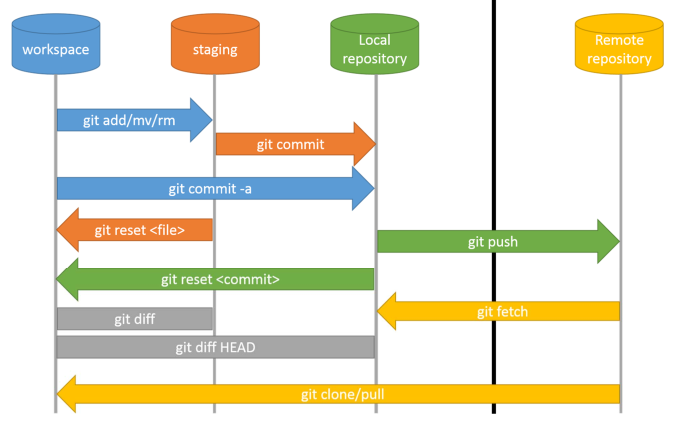 workspace
staging
Local
repository
Remote
repository
git add/mv/rm
git commit
git commit -a
git reset <file>
git push
git reset <commit>
git fetch
git diff
git diff HEAD
git clone/pull